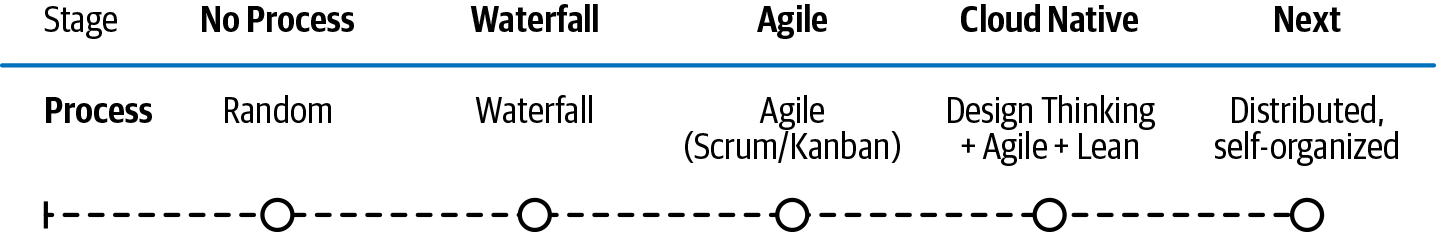 Stage No Process Waterfall Agile Cloud Native Next
Process Random Waterfall Agile Design Thinking Distributed,
(Scrum/Kanban) + Agile + Lean self-organized